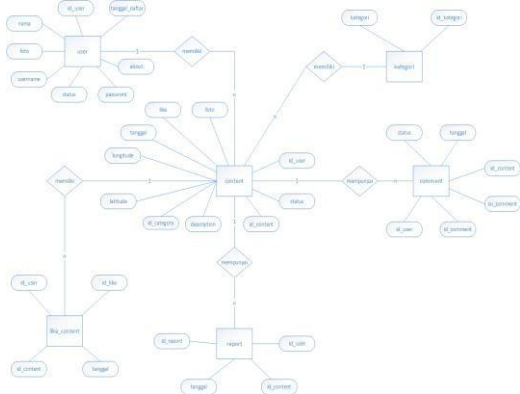 id_user
tanggal_daftar
nama
user
foto
about
username
status
password
1
memiliki
n
kategori
id_kategori
memiliki
1
kategori
n
like
foto
tanggal
longitude
id_user
content
latitude
status
id_category
description
id_content
1
mempunyai
n
status
tanggal
id_content
comment
id_user
id_comment
memiliki
1
n
id_user
id_like
like_content
id_content
tanggal
1
mempunyai
n
id_report
id_user
report
tanggal
id_content